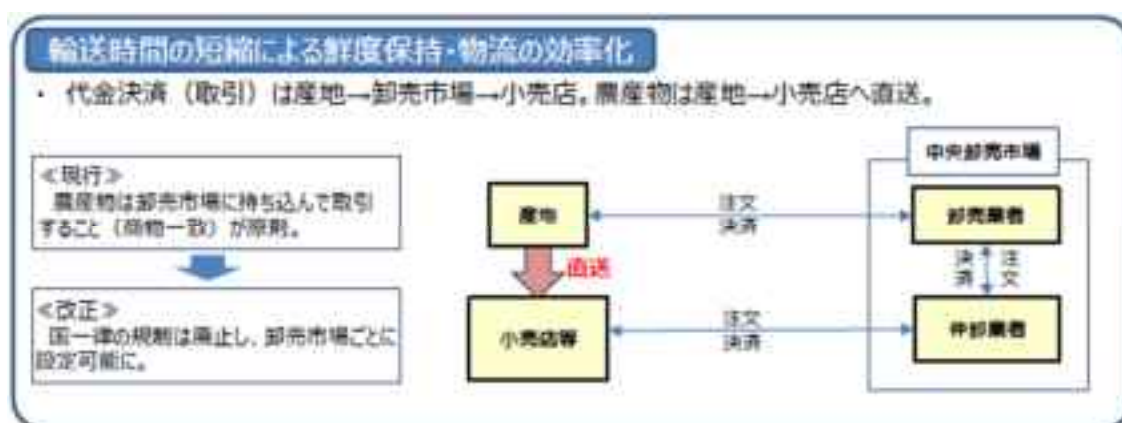 輸送時間の短縮による鮮度保持・物流の効率化
・ 代金決済（取引）は産地→卸売市場→小売店。農産物は産地→小売店へ直送。
≪現行≫
農産物は卸売市場に持ち込んで取引
すること（商物一致）が原則。
≪改正≫
国一律の規制は廃止し、卸売市場ごとに
設定可能に。
産地
直送
小売店等
注文
決済
注文
決済
中央卸売市場
卸売業者
決済
注文
仲卸業者